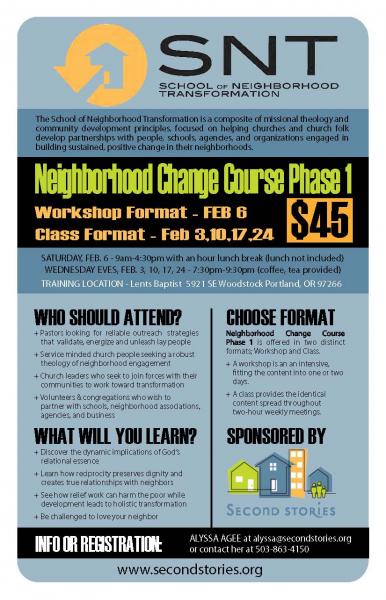 SNT
SCHOOL OF NEIGHBORHOOD
TRANSFORMATION
The School of Neighborhood Transformation is a composite of missional theology and
community development principles, focused on helping churches and church folk
develop partnerships with people, schools, agencies, and organizations engaged in
building sustained, positive change in their neighborhoods.
Neighborhood Change Course Phase 1
Workshop Format - FEB 6
Class Format - Feb 3,10,17,24
$45
SATURDAY, FEB. 6 - 9am-4:30pm with an hour lunch break (lunch not included)
WEDNESDAY EVES, FEB. 3, 10, 17, 24 - 7:30pm-9:30pm (coffee, tea provided)
TRAINING LOCATION - Lents Baptist 5921 SE Woodstock Portland, OR 97266
WHO SHOULD ATTEND?
+ Pastors looking for reliable outreach strategies
that validate, energize and unleash lay people
+ Service minded church people seeking a robust
theology of neighborhood engagement
+ Church leaders who seek to join forces with their
communities to work toward transformation
+ Volunteers & congregations who wish to
partner with schools, neighborhood associations,
agencies, and business
WHAT WILL YOU LEARN?
+ Discover the dynamic implications of God's
relational essence
+ Learn how reciprocity preserves dignity and
creates true relationships with neighbors
+ See how relief work can harm the poor while
development leads to holistic transformation
+ Be challenged to love your neighbor
CHOOSE FORMAT
Neighborhood Change Course
Phase 1 is offered in two distinct
formats; Workshop and Class.
+ A workshop is an intensive,
fitting the content into one or two
days.
+ A class provides the identical
content spread throughout
two-hour weekly meetings.
SPONSORED BY
SECOND STORIES
INFO OR REGISTRATION:
ALYSSA AGEE at alyssa@secondstories.org
or contact her at 503-863-4150
www.secondstories.org